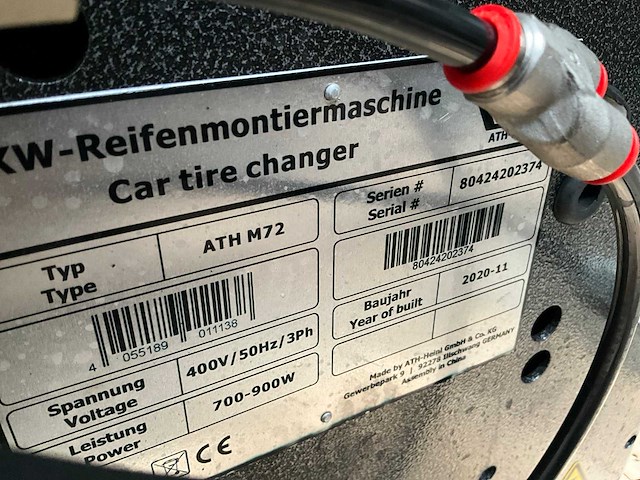 KW-Reifenmontiermaschine
Car tire changer
ATH
Typ
Type
ATH M72
Serien #
Serial #
80424202374
4 055189 011138
80424202374
Spannung
Voltage
400V/50Hz/3Ph
Baujahr
Year of built
2020-11
Leistung
Power
700-900W
CE
Made by ATH-Heinl GmbH & Co. KG
Gewerbepark 9 | 92278 Illschwang GERMANY
Assembly in China